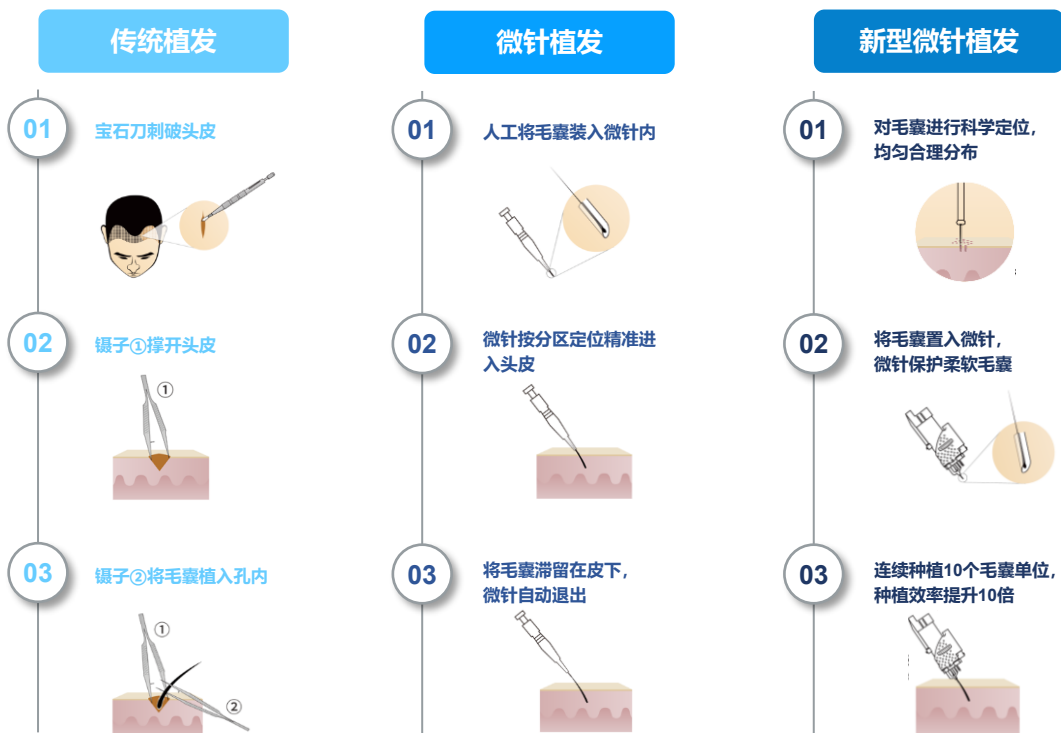 传统植发
01
宝石刀刺破头皮
02
镊子①撑开头皮
①
03
镊子②将毛囊植入孔内
①
②
微针植发
01
人工将毛囊装入微针内
02
微针按分区定位精准进
入头皮
03
将毛囊滞留在皮下，
微针自动退出
新型微针植发
01
对毛囊进行科学定位，
均匀合理分布
02
将毛囊置入微针，
微针保护柔软毛囊
03
连续种植10个毛囊单位，
种植效率提升10倍